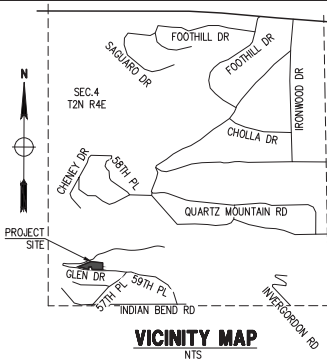 FOOTHILL DR
SAGUARO DR
FOOTHILL DR
IRONWOOD DR
N
SEC.4
T2N R4E
CHOLLA DR
CHENEY DR
58TH PL
QUARTZ MOUNTAIN RD
PROJECT
SITE
GLEN DR
57TH PL
59TH PL
INDIAN BEND RD
INVERGORDON RD
VICINITY MAP
NTS